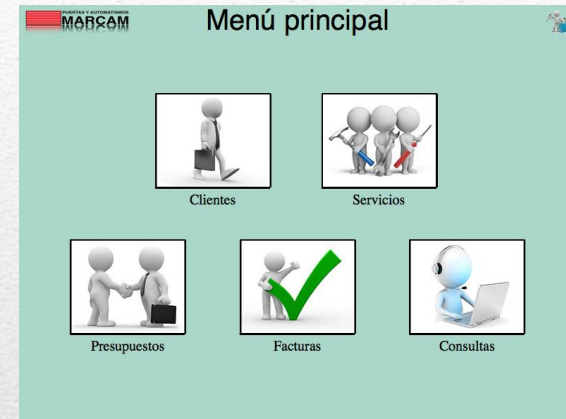 PUERTAS Y AUTOMATISMOS
MARCAM
Menú principal
Clientes
Servicios
Presupuestos
Facturas
Consultas